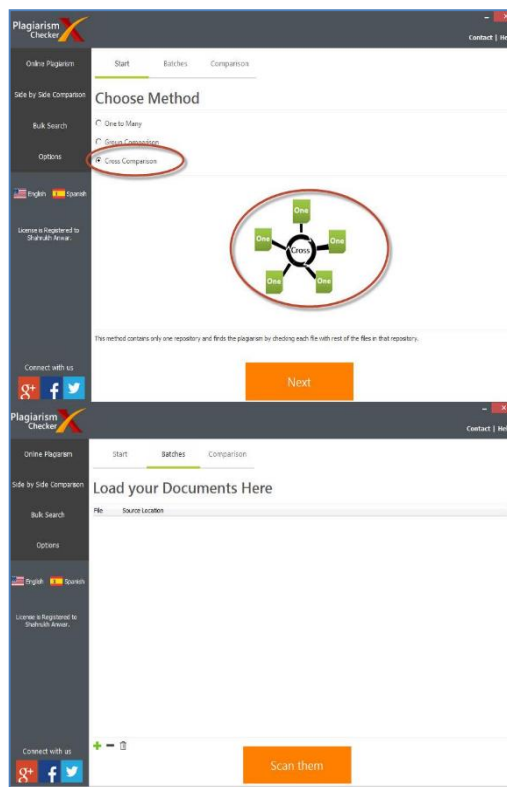 Plagiarism
Checker
Contact | Hel
Online Plagiarism
Side by Side Comparison
Bulk Search
Options
English Spanish
License is Registered to
Shahrukh Anwar.
Connect with us
g+ f
Start Batches Comparison
Choose Method
One to Many
Group Comparison
Cross Comparison
One
One
One
Cross
One
One
This method contains only one repository and finds the plagiarism by checking each file with rest of the files in that repository.
Next
Plagiarism
Checker
Contact | Hel
Online Plagiarism
Side by Side Comparison
Bulk Search
Options
English Spanish
License is Registered to
Shahrukh Anwar.
Connect with us
g+ f
Start Batches Comparison
Load your Documents Here
File Source Location
Scan them